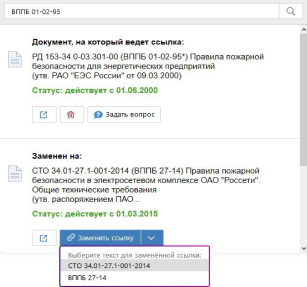 ВППБ 01-02-95
Документ, на который ведет ссылка:
РД 153-34.0-03.301-00 (ВППБ 01-02-95*) Правила пожарной
безопасности для энергетических предприятий
(утв. РАО "ЕЭС России" от 09.03.2000)
Статус: действует с 01.06.2000
Задать вопрос
Заменен на:
СТО 34.01-27.1-001-2014 (ВППБ 27-14) Правила пожарной
безопасности в электросетевом комплексе ОАО "Россети".
Общие технические требования
(утв. распоряжением ПАО...
Статус: действует с 01.03.2015
Заменить ссылку
Выберите текст для заменённой ссылки:
СТО 34.01-27.1-001-2014
ВППБ 27-14